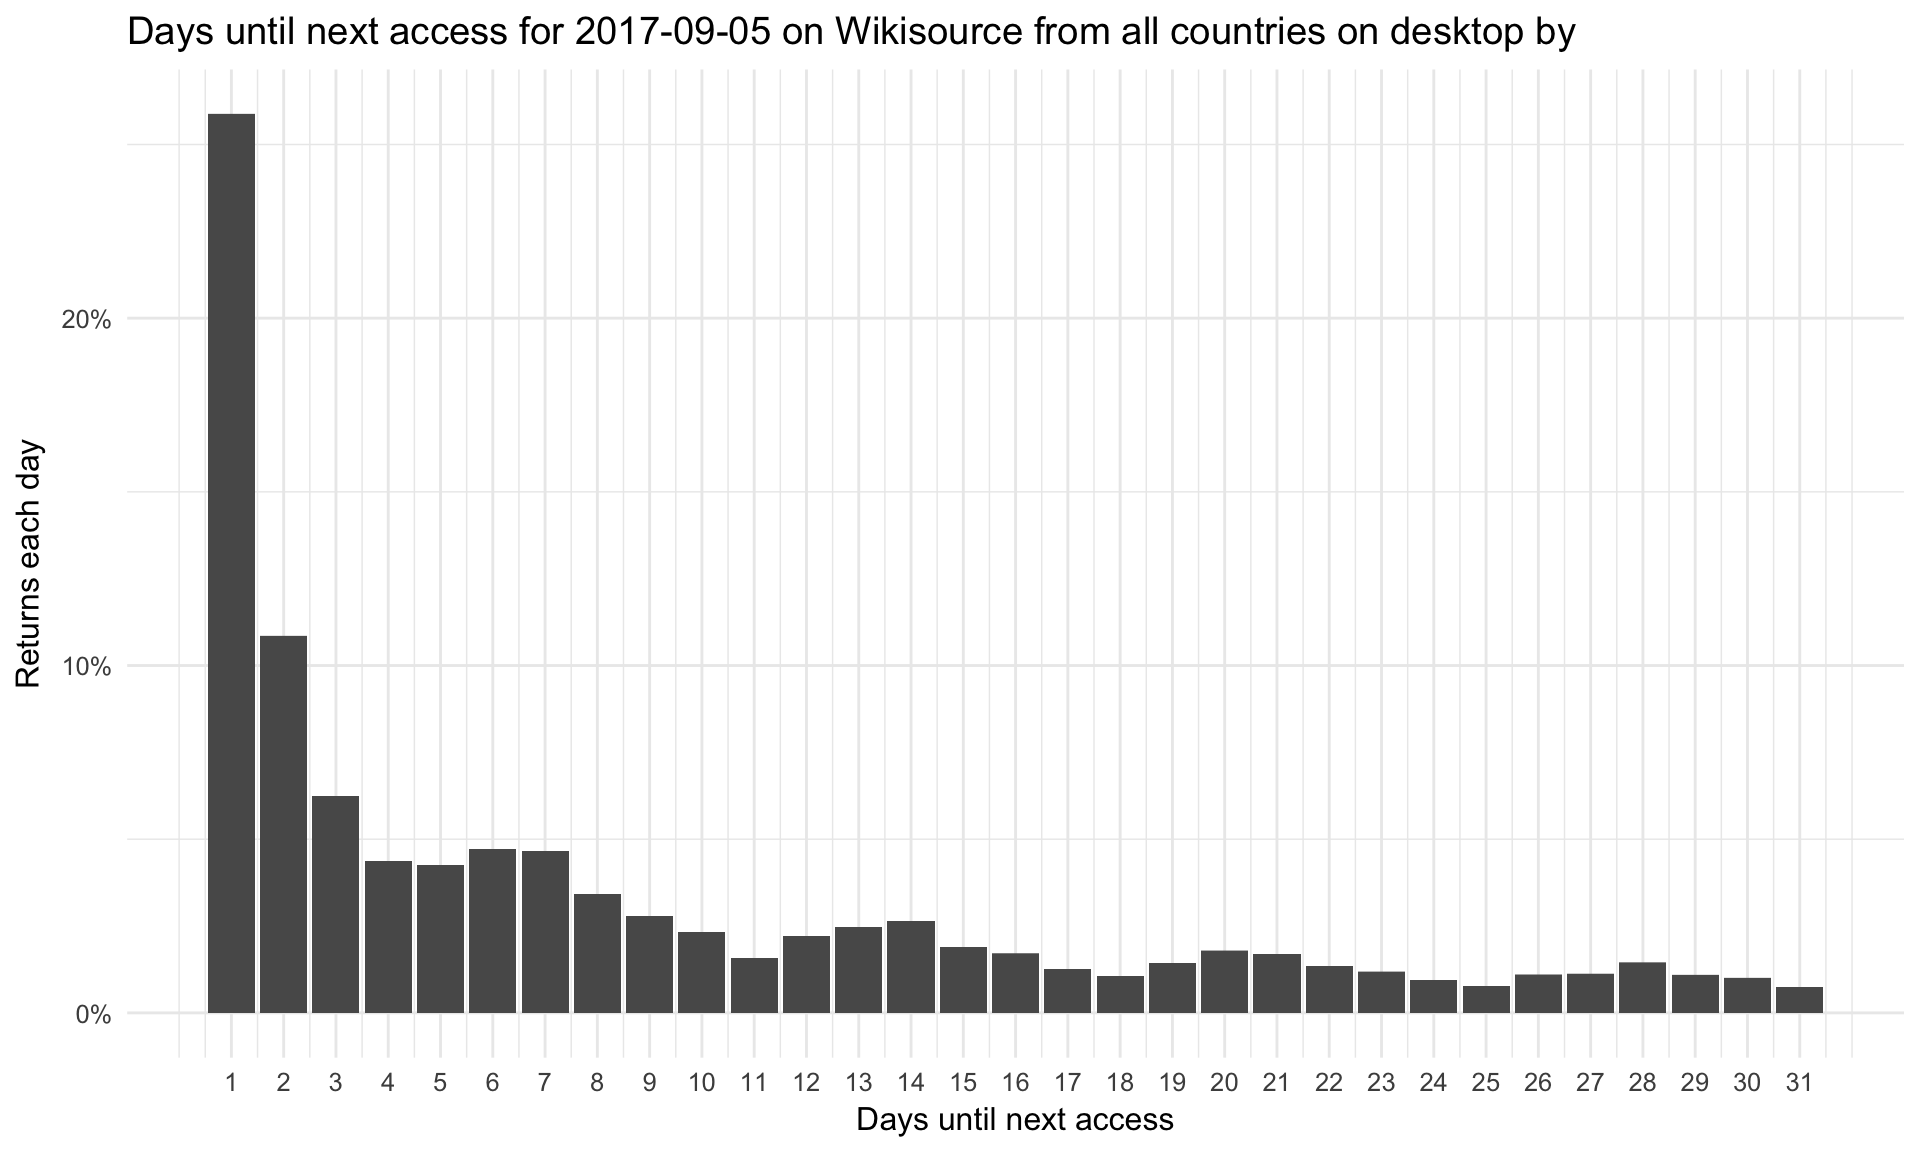 Days until next access for 2017-09-05 on Wikisource from all countries on desktop by
Returns each day
20%
10%
0%
1 2 3 4 5 6 7 8 9 10 11 12 13 14 15 16 17 18 19 20 21 22 23 24 25 26 27 28 29 30 31
Days until next access